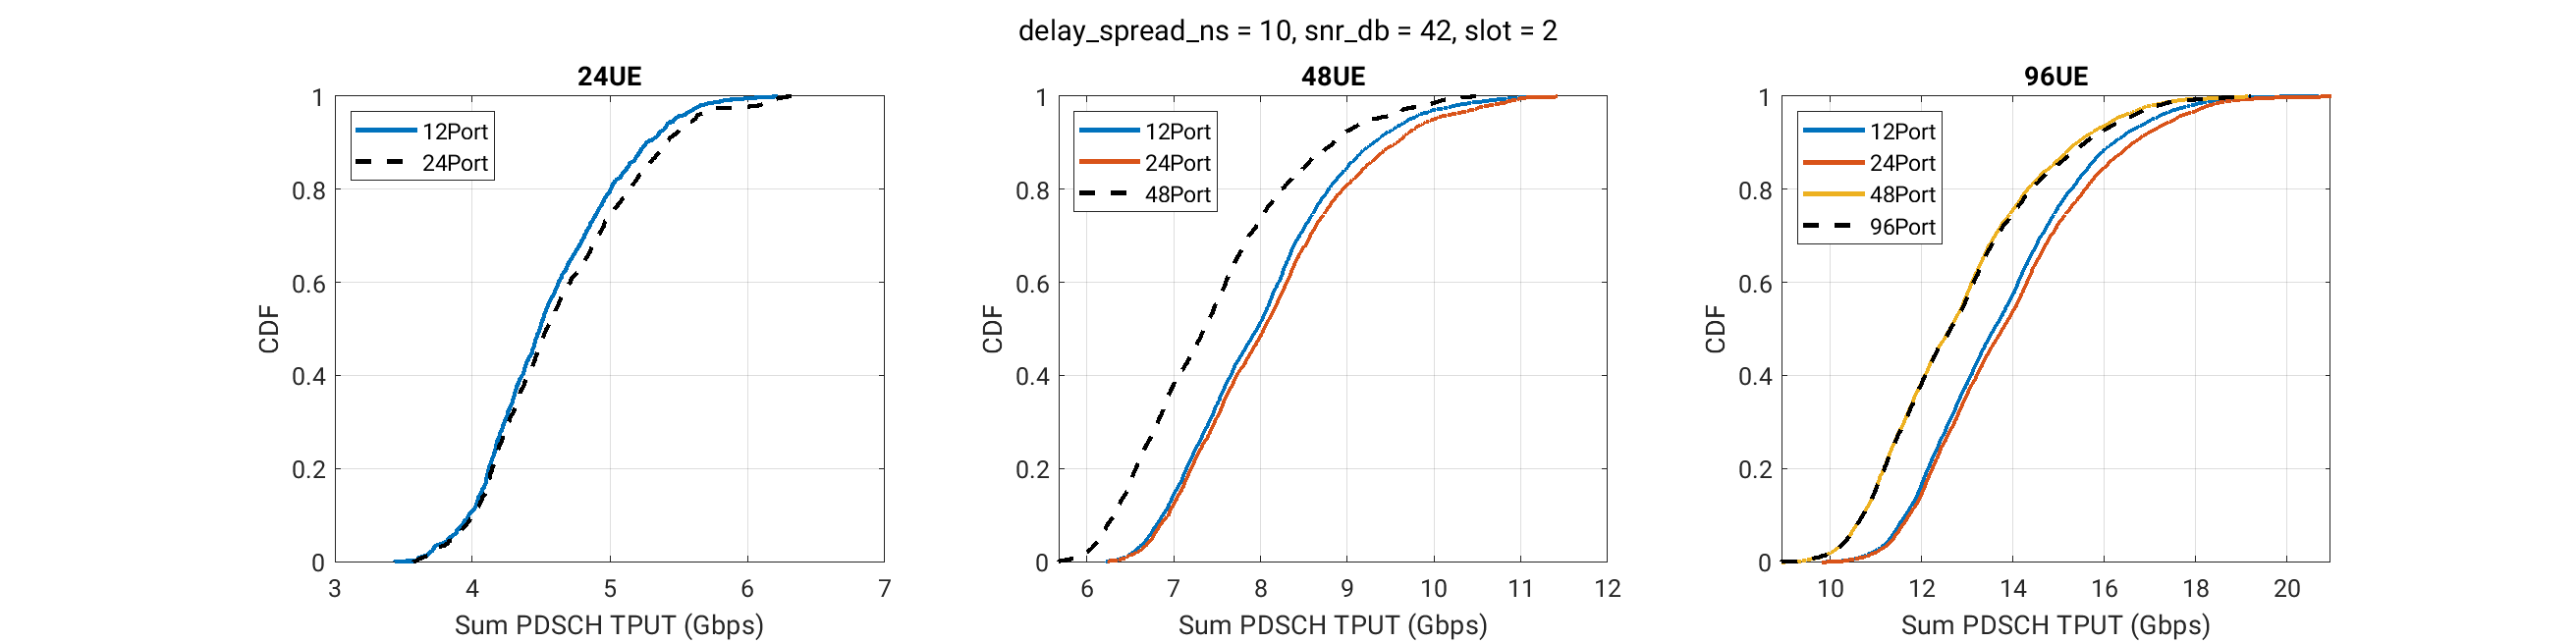 delay_spread_ns = 10, snr_db = 42, slot = 2
24UE
CDF
1
0.8
0.6
0.4
0.2
0
12Port
24Port
3 4 5 6 7
Sum PDSCH TPUT (Gbps)
48UE
CDF
1
0.8
0.6
0.4
0.2
0
12Port
24Port
48Port
6 7 8 9 10 11 12
Sum PDSCH TPUT (Gbps)
96UE
CDF
1
0.8
0.6
0.4
0.2
0
12Port
24Port
48Port
96Port
10 12 14 16 18 20
Sum PDSCH TPUT (Gbps)